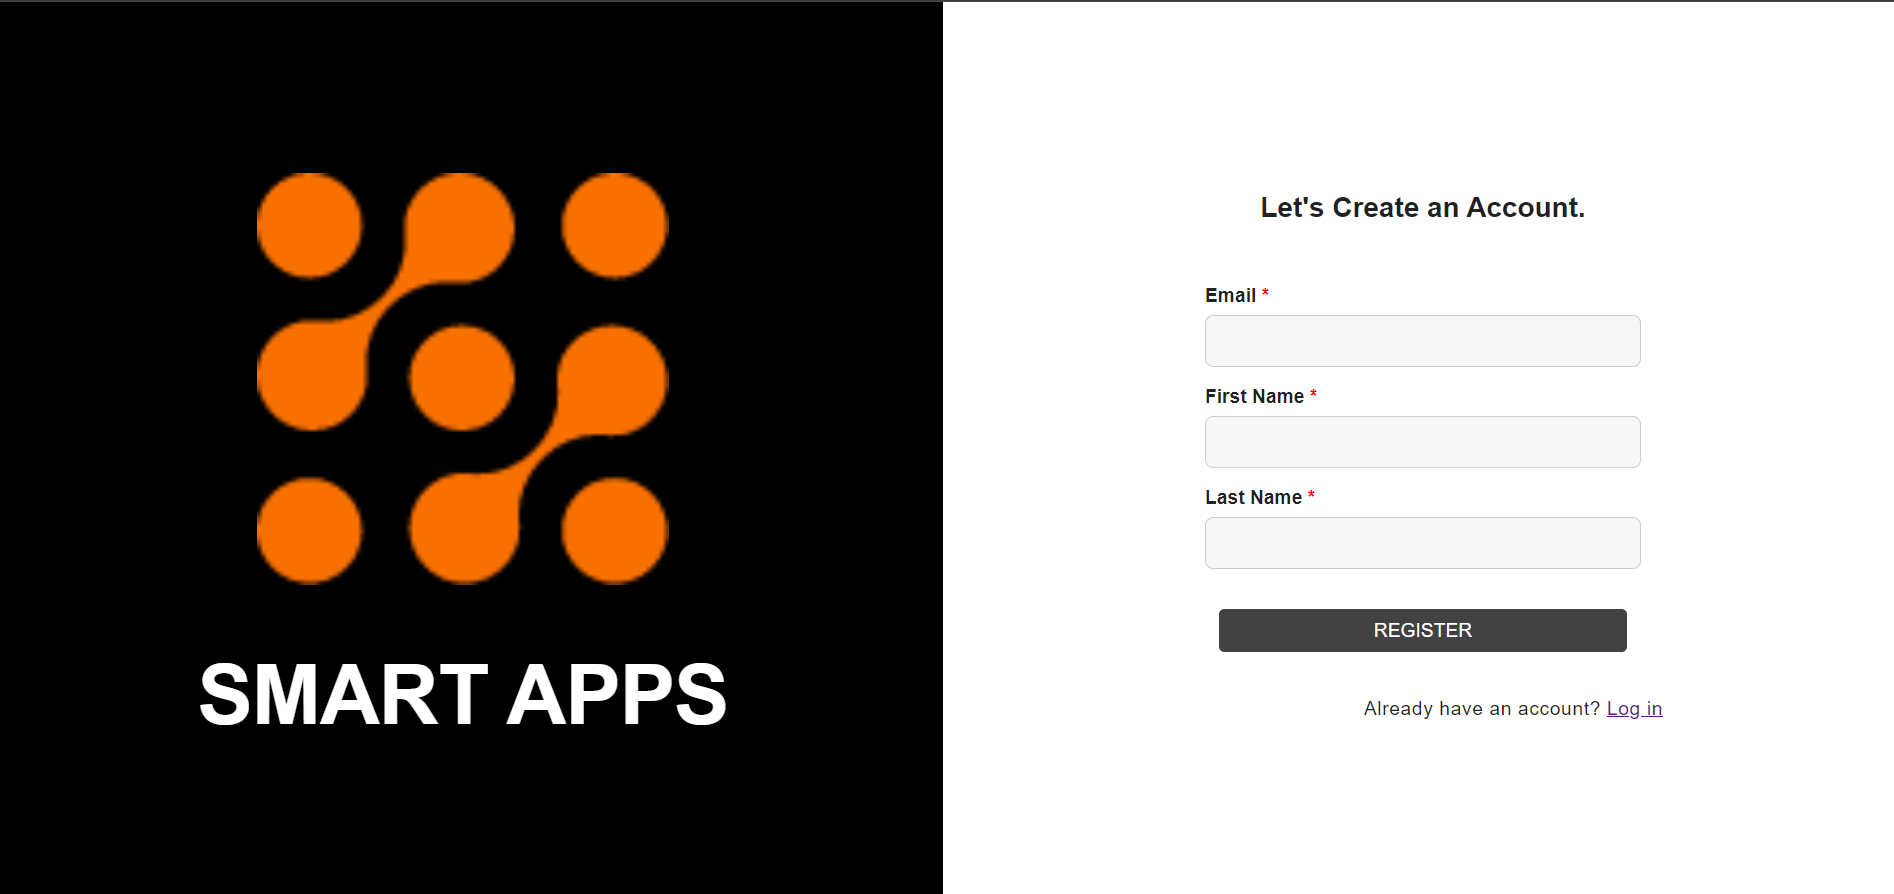 SMART APPS
Let's Create an Account.
Email *
First Name *
Last Name *
REGISTER
Already have an account? Log in